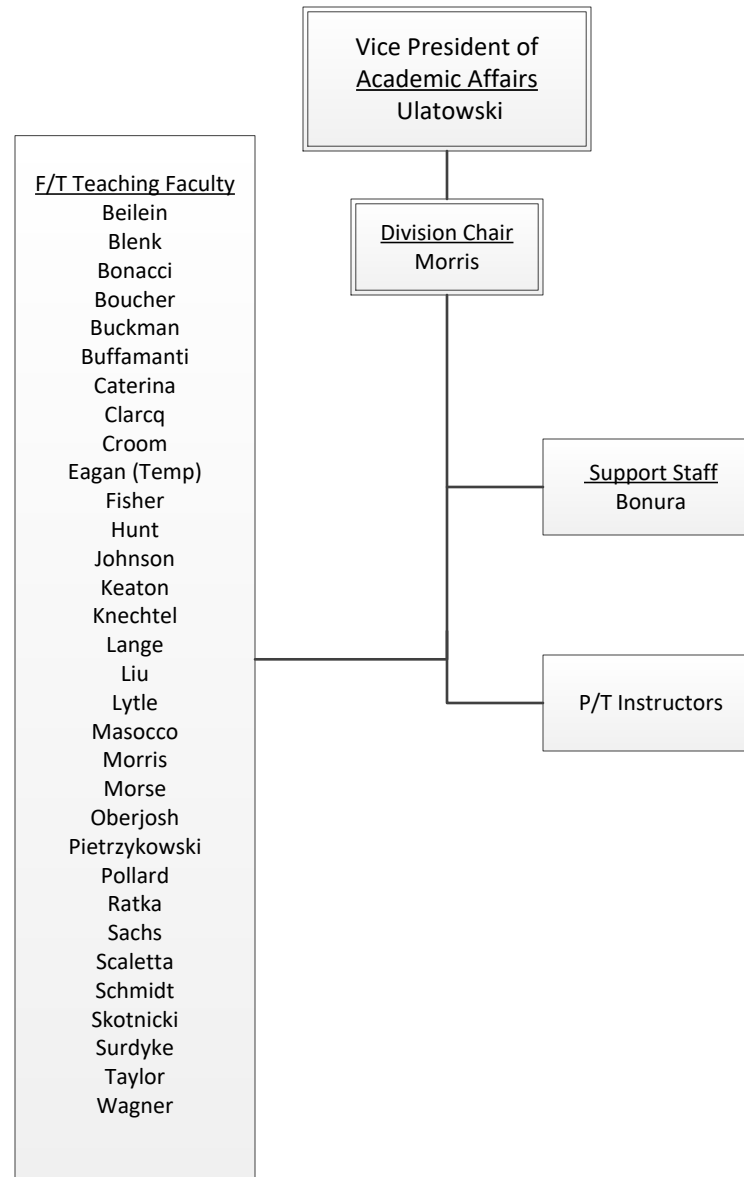 Vice President of
Academic Affairs
Ulatowski
Division Chair
Morris
F/T Teaching Faculty
Beilein
Blenk
Bonacci
Boucher
Buckman
Buffamanti
Caterina
Clarcq
Croom
Eagan (Temp)
Fisher
Hunt
Johnson
Keaton
Knechtel
Lange
Liu
Lytle
Masocco
Morris
Morse
Oberjosh
Pietrzykowski
Pollard
Ratka
Sachs
Scaletta
Schmidt
Skotnicki
Surdyke
Taylor
Wagner
Support Staff
Bonura
P/T Instructors